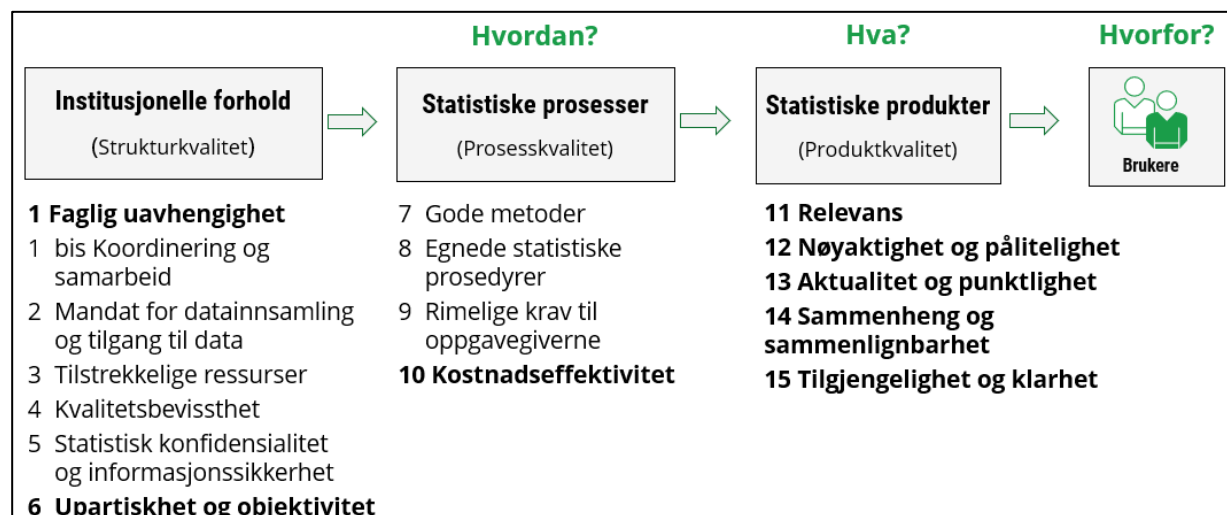 Hvordan?
Hva?
Hvorfor?
Institusjonelle forhold
(Strukturkvalitet)
Statistiske prosesser
(Prosesskvalitet)
Statistiske produkter
(Produktkvalitet)
Brukere
1 Faglig uavhengighet
1 bis Koordinering og
samarbeid
2 Mandat for datainnsamling
og tilgang til data
3 Tilstrekkelige ressurser
4 Kvalitetsbevissthet
5 Statistisk konfidensialitet
og informasjonssikkerhet
6 Upartiskhet og objektivitet
7 Gode metoder
8 Egnede statistiske
prosedyrer
9 Rimelige krav til
oppgavegiverne
10 Kostnadseffektivitet
11 Relevans
12 Nøyaktighet og pålitelighet
13 Aktualitet og punktlighet
14 Sammenheng og
sammenlignbarhet
15 Tilgjengelighet og klarhet